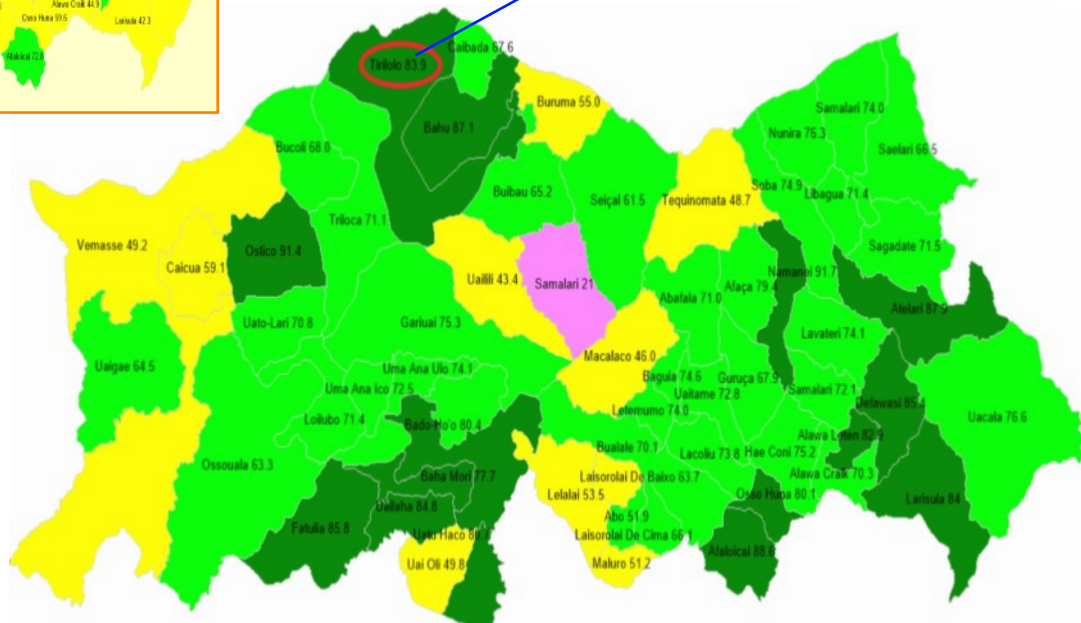 Alawa Craik 44.9
Osso Huna 59.6
Larisula 42.3
Afaloicai 72.0
Caibada 67.6
Tirilolo 83.9
Buruma 55.0
Bahu 87.1
Samalari 74.0
Nunira 76.3
Bucoli 68.0
Saelari 66.5
Buibau 65.2
Seiçal 61.5
Tequinomata 48.7
Soba 74.9
Libagua 71.4
Triloca 71.1
Vemasse 49.2
Ostico 91.4
Sagadate 71.5
Caicua 59.1
Uailili 43.4
Samalari 21
Abafala 71.0
Afaça 79.4
Namanei 91.7
Atelari 87.9
Uato-Lari 70.8
Gariuai 75.3
Lavateri 74.1
Macalaco 46.0
Uaigae 64.5
Uma Ana Ulo 74.1
Uma Ana Ico 72.5
Baguia 74.6
Guruça 67.9
Uaitame 72.8
Samalari 72.1
Defawasi 85.4
Letemumo 74.0
Uacala 76.6
Loilubo 71.4
Bado-Ho'o 80.4
Alawa Leten 82.9
Bualale 70.1
Lacoliu 73.8
Hae Coni 75.2
Ossouala 63.3
Baha Mori 77.7
Laisorolai De Baixo 63.7
Alawa Craik 70.3
Lelalai 53.5
Osso Huna 80.1
Larisula 84
Uallaha 84.8
Abo 51.9
Fatulia 85.8
Uatu Haco 80.7
Laisorolai De Cima 66.1
Afaloicai 88.6
Uai Oli 49.8
Maluro 51.2